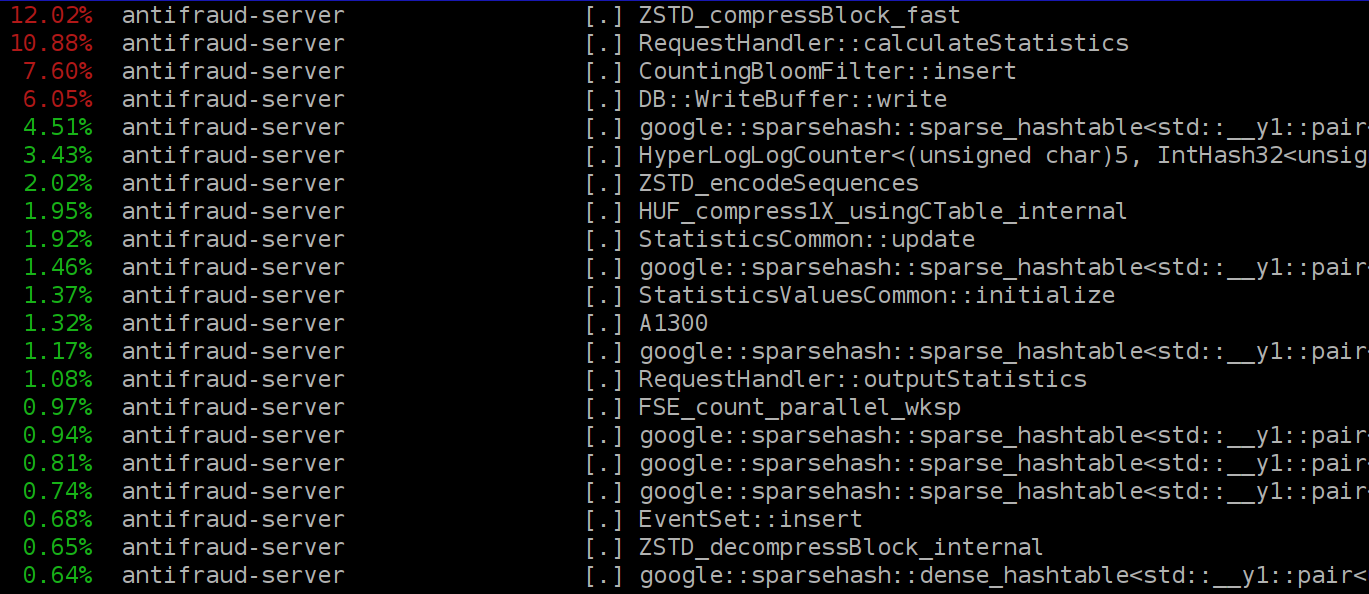 12.02% antifraud-server [.] ZSTD_compressBlock_fast
10.88% antifraud-server [.] RequestHandler::calculateStatistics
7.60% antifraud-server [.] CountingBloomFilter::insert
6.05% antifraud-server [.] DB::WriteBuffer::write
4.51% antifraud-server [.] google::sparsehash::sparse_hashtable<std::__y1::pair<
3.43% antifraud-server [.] HyperLogLogCounter<(unsigned char)5, IntHash32<unsig
2.02% antifraud-server [.] ZSTD_encodeSequences
1.95% antifraud-server [.] HUF_compress1X_usingCTable_internal
1.92% antifraud-server [.] StatisticsCommon::update
1.46% antifraud-server [.] google::sparsehash::sparse_hashtable<std::__y1::pair<
1.37% antifraud-server [.] StatisticsValuesCommon::initialize
1.32% antifraud-server [.] A1300
1.17% antifraud-server [.] google::sparsehash::sparse_hashtable<std::__y1::pair<
1.08% antifraud-server [.] RequestHandler::outputStatistics
0.97% antifraud-server [.] FSE_count_parallel_wksp
0.94% antifraud-server [.] google::sparsehash::sparse_hashtable<std::__y1::pair<
0.81% antifraud-server [.] google::sparsehash::sparse_hashtable<std::__y1::pair<
0.74% antifraud-server [.] google::sparsehash::sparse_hashtable<std::__y1::pair<
0.68% antifraud-server [.] EventSet::insert
0.65% antifraud-server [.] ZSTD_decompressBlock_internal
0.64% antifraud-server [.] google::sparsehash::dense_hashtable<std::__y1::pair<